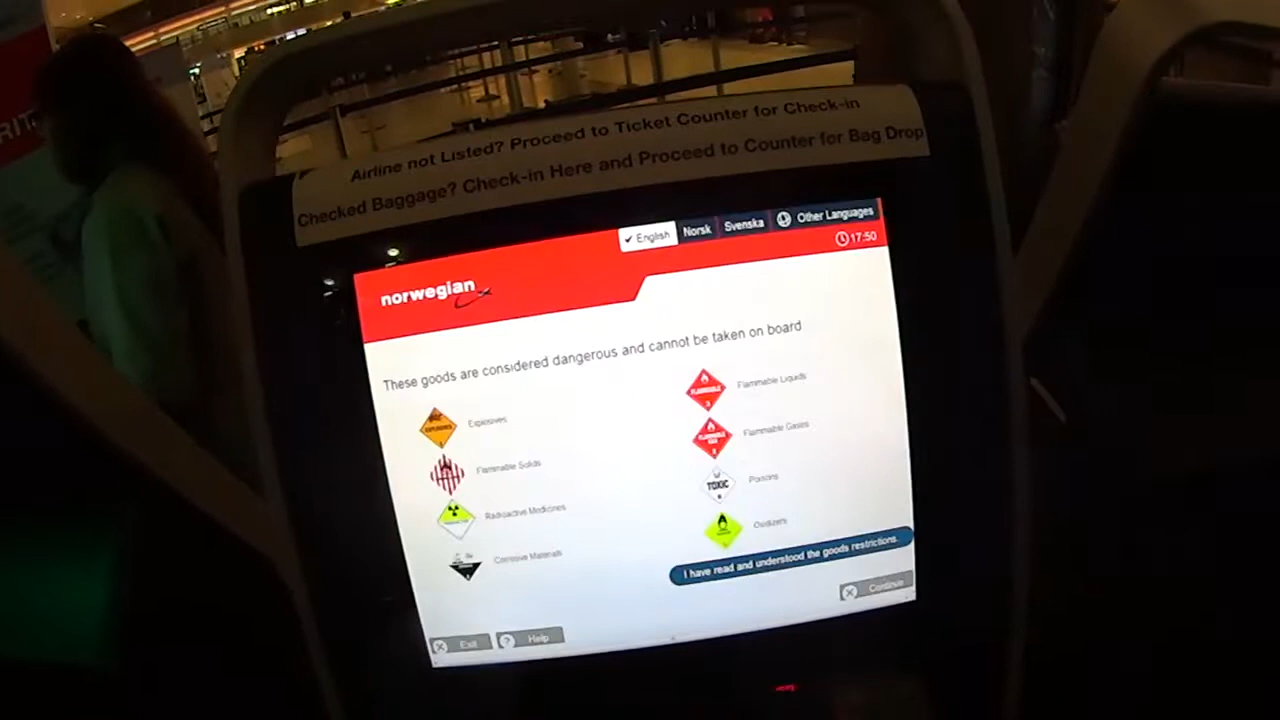 Airline not Listed? Proceed to Ticket Counter for Check-in
Checked Baggage? Check-in Here and Proceed to Counter for Bag Drop
✔ English
Norsk
Svenska
Other Languages
17:50
norwegian
These goods are considered dangerous and cannot be taken on board
Explosives
FLAMMABLE
Flammable Liquids
Flammable Solids
Flammable Gases
Radioactive Medicines
TOXIC
Poisons
Corrosive Materials
Oxidizers
I have read and understood the goods restrictions.
Continue
Exit
? Help